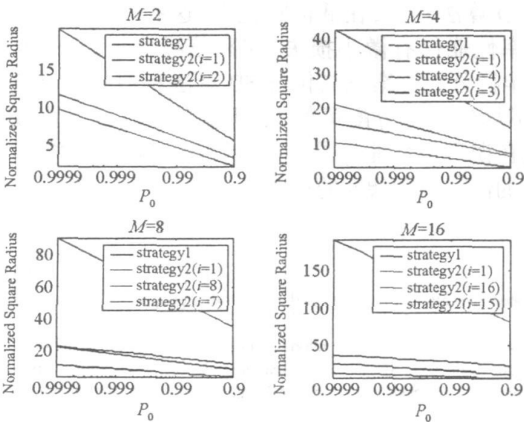 M=2
Normalized Square Radius
20
15
10
5
strategy1
strategy2(i=1)
strategy2(i=2)
0.9999 0.999 0.99 0.9
P0
M=4
Normalized Square Radius
40
30
20
10
strategy1
strategy2(i=1)
strategy2(i=4)
strategy2(i=3)
0.9999 0.999 0.99 0.9
P0
M=8
Normalized Square Radius
80
60
40
20
strategy1
strategy2(i=1)
strategy2(i=8)
strategy2(i=7)
0.9999 0.999 0.99 0.9
P0
M=16
Normalized Square Radius
150
100
50
strategy1
strategy2(i=1)
strategy2(i=16)
strategy2(i=15)
0.9999 0.999 0.99 0.9
P0